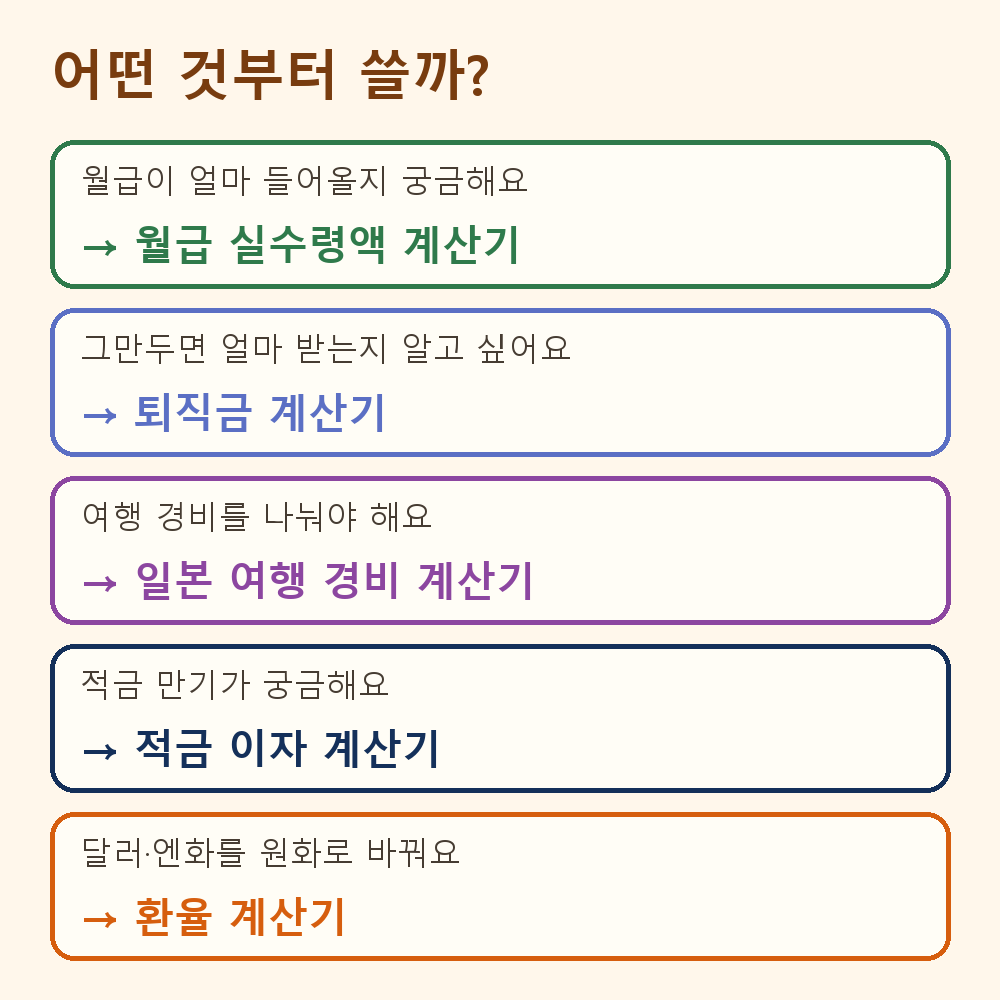 어떤 것부터 쓸까?
월급이 얼마 들어올지 궁금해요
→ 월급 실수령액 계산기
그만두면 얼마 받는지 알고 싶어요
→ 퇴직금 계산기
여행 경비를 나눠야 해요
→ 일본 여행 경비 계산기
적금 만기가 궁금해요
→ 적금 이자 계산기
달러·엔화를 원화로 바꿔요
→ 환율 계산기